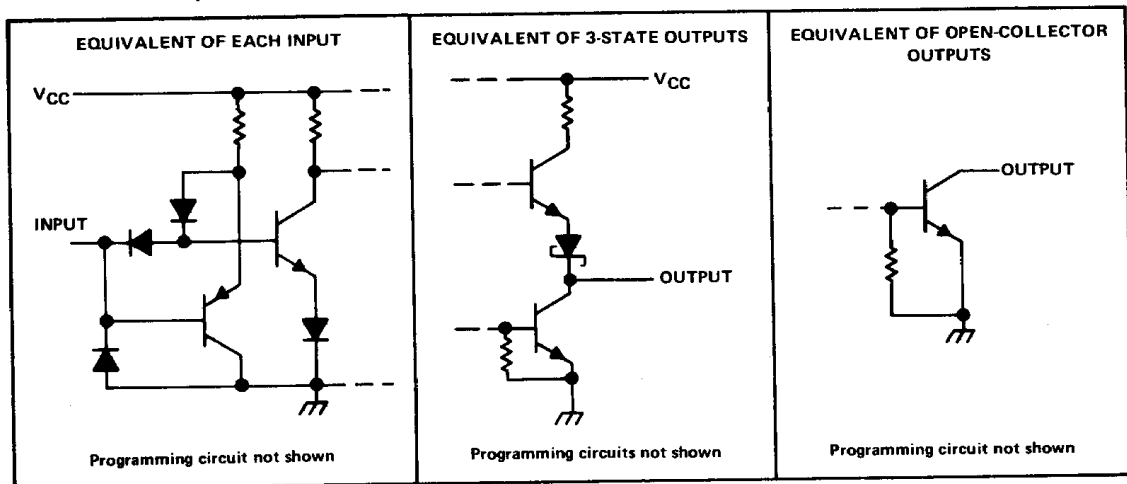 EQUIVALENT OF EACH INPUT
VCC
INPUT
Programming circuit not shown
EQUIVALENT OF 3-STATE OUTPUTS
VCC
OUTPUT
Programming circuits not shown
EQUIVALENT OF OPEN-COLLECTOR
OUTPUTS
OUTPUT
Programming circuit not shown